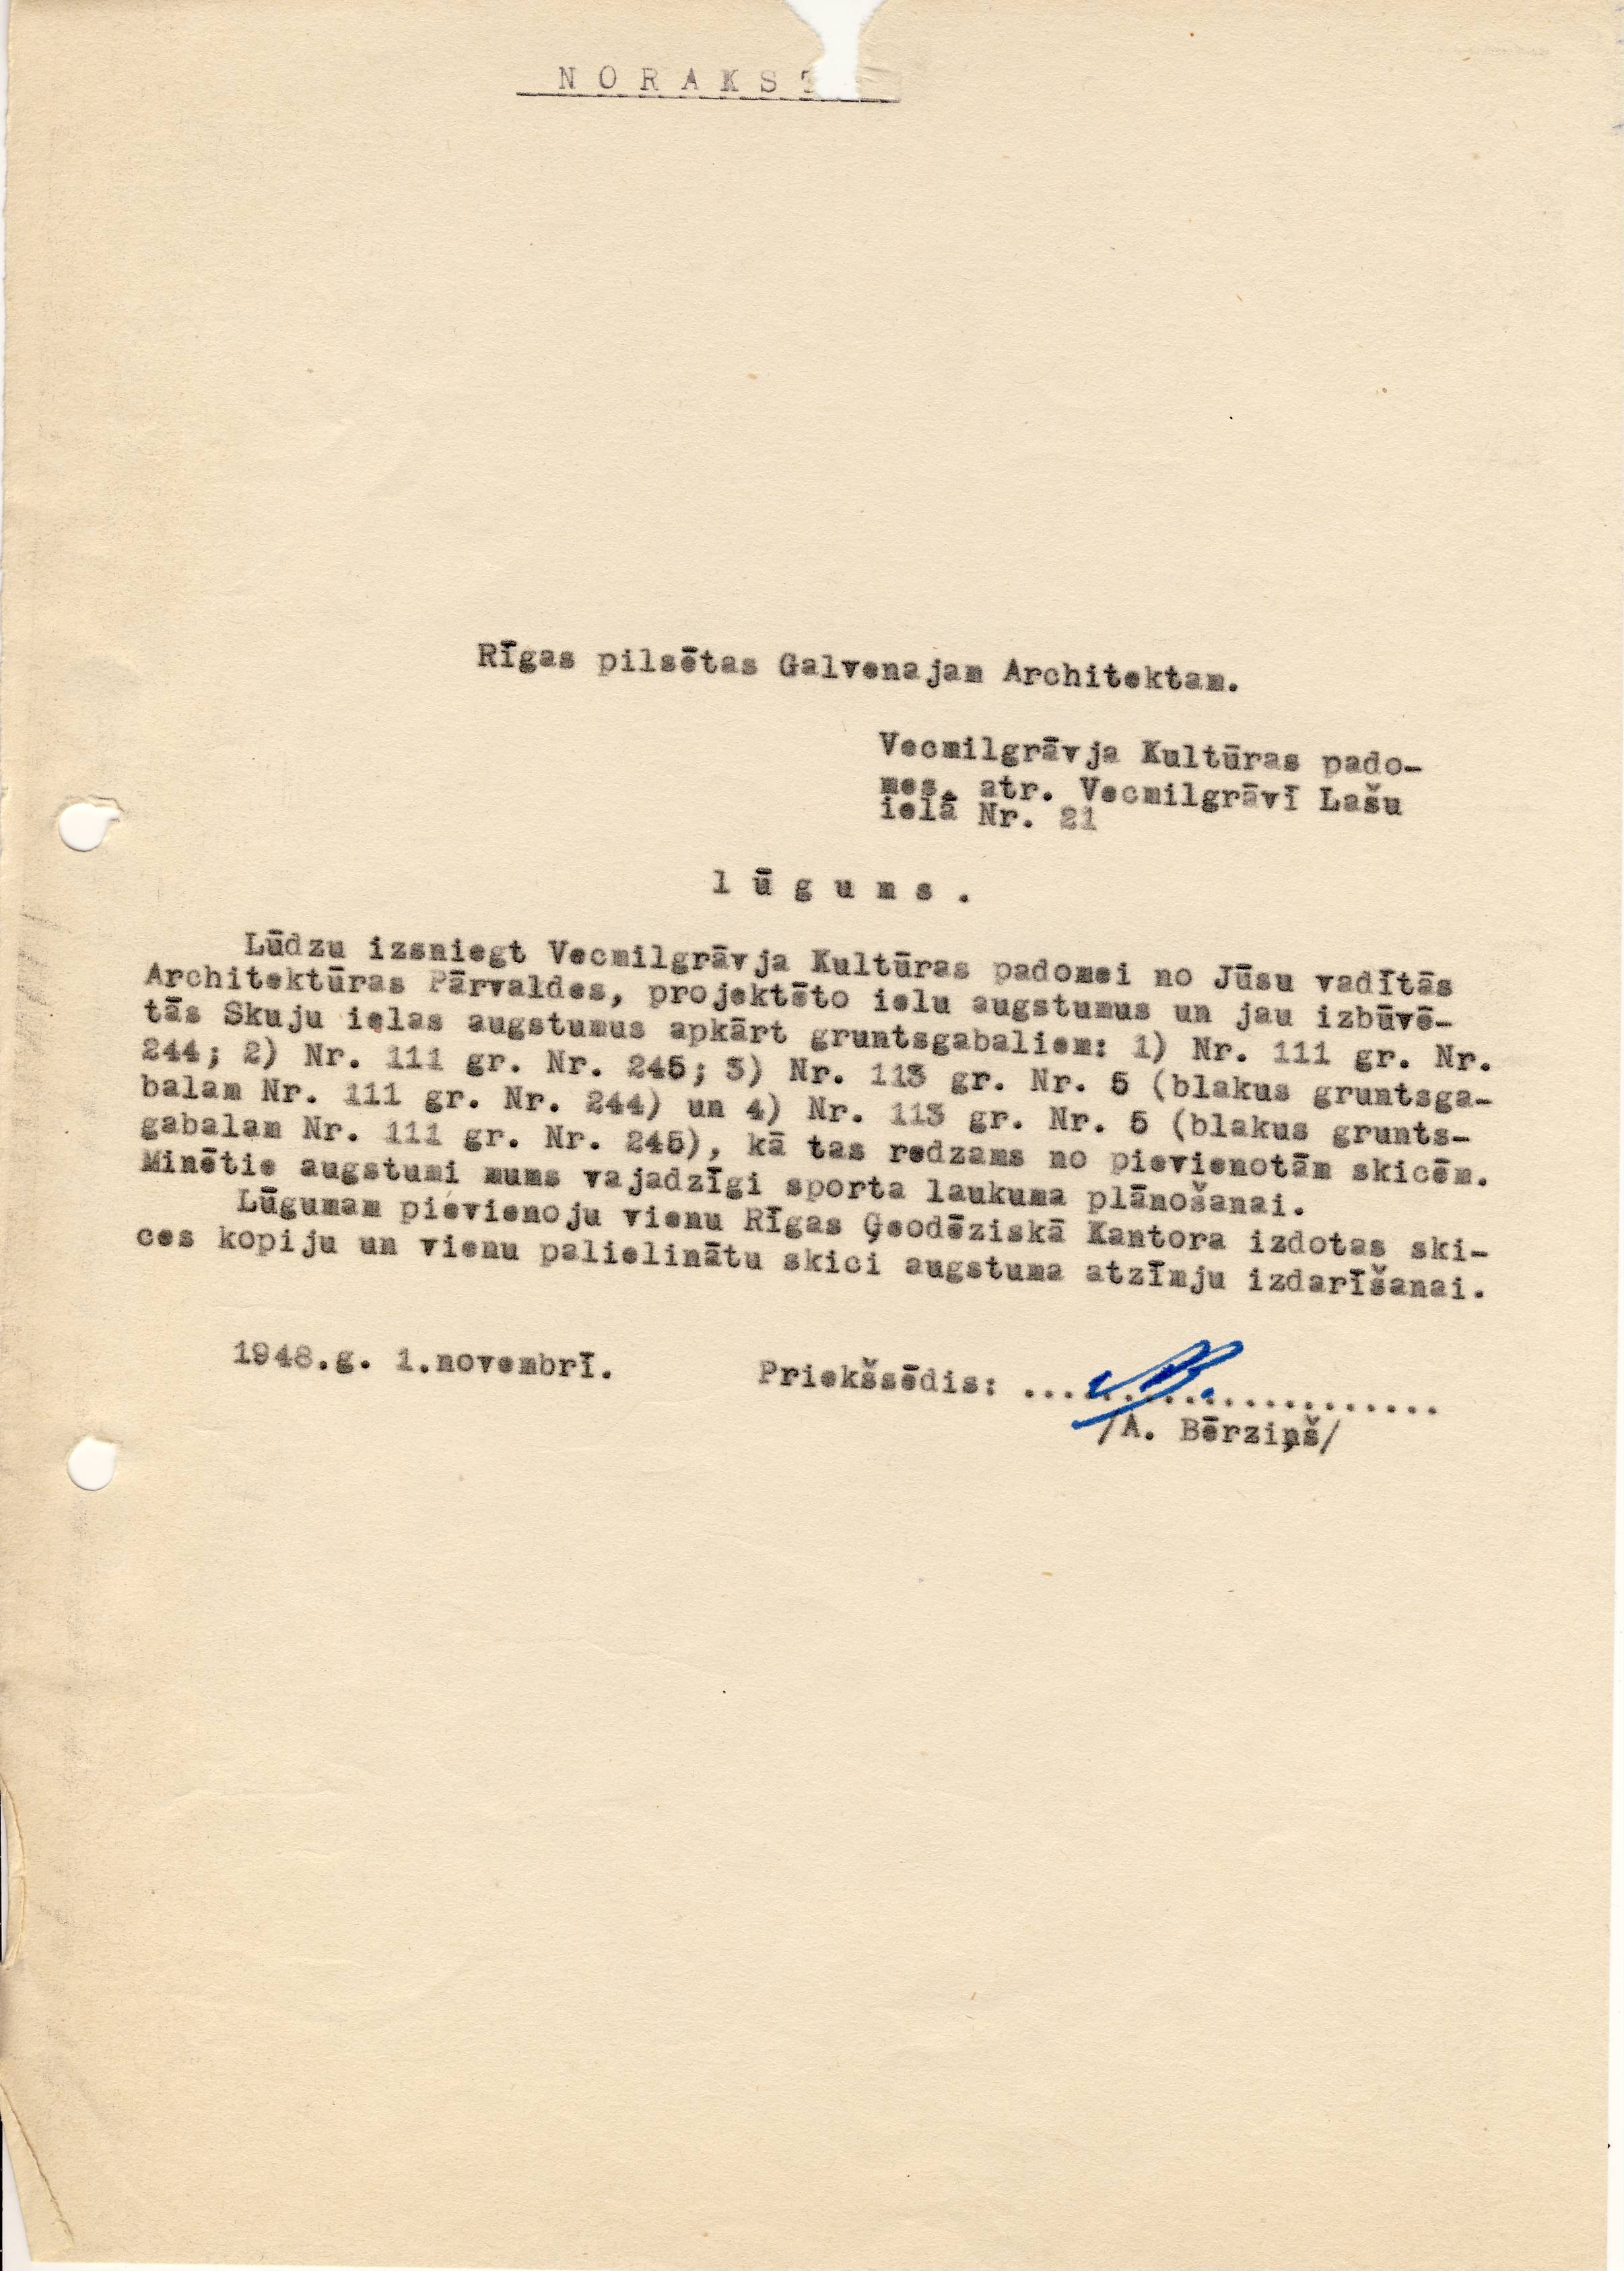 N O R A K S T
Rīgas pilsētas Galvenajam Architektam.
Vecmilgrāvja Kultūras pado-
mes, atr. Vecmilgrāvī Lašu
ielā Nr. 21
l ū g u m s .
Lūdzu izsniegt Vecmilgrāvja Kultūras padomei no Jūsu vadītās
Architektūras Pārvaldes, projektēto ielu augstumus un jau izbūvē-
tās Skuju ielas augstumus apkārt gruntsgabaliem: 1) Nr. 111 gr. Nr.
244; 2) Nr. 111 gr. Nr. 245; 3) Nr. 113 gr. Nr. 5 (blakus gruntsga-
balam Nr. 111 gr. Nr. 244) un 4) Nr. 113 gr. Nr. 5 (blakus grunts-
gabalam Nr. 111 gr. Nr. 245), kā tas redzams no pievienotām skicēm.
Minētie augstumi mums vajadzīgi sporta laukuma plānošanai.
Lūgumam pievienoju vienu Rīgas Ģeodēziskā Kantora izdotas ski-
ces kopiju un vienu palielinātu skici augstuma atzīmju izdarīšanai.
1948.g. 1.novembrī. Priekšsēdis: ......................
/A. Bērziņš/